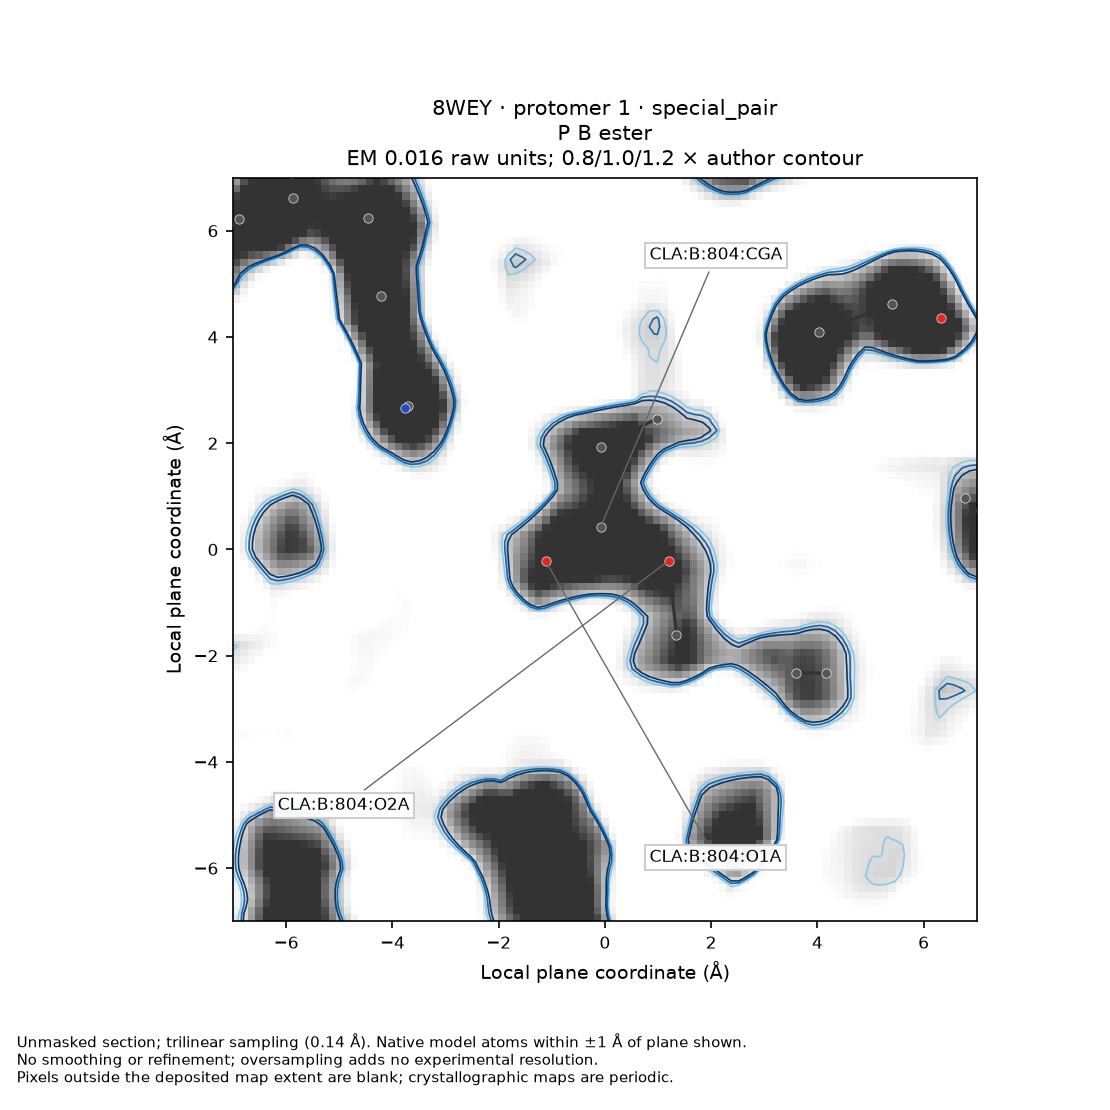 8WEY · protomer 1 · special_pair
P B ester
EM 0.016 raw units; 0.8/1.0/1.2 × author contour
CLA:B:804:CGA
CLA:B:804:O2A
CLA:B:804:O1A
Local plane coordinate (Å)
6
4
2
0
−2
−4
−6
−6
−4
−2
0
2
4
6
Local plane coordinate (Å)
Unmasked section; trilinear sampling (0.14 Å). Native model atoms within ±1 Å of plane shown.
No smoothing or refinement; oversampling adds no experimental resolution.
Pixels outside the deposited map extent are blank; crystallographic maps are periodic.